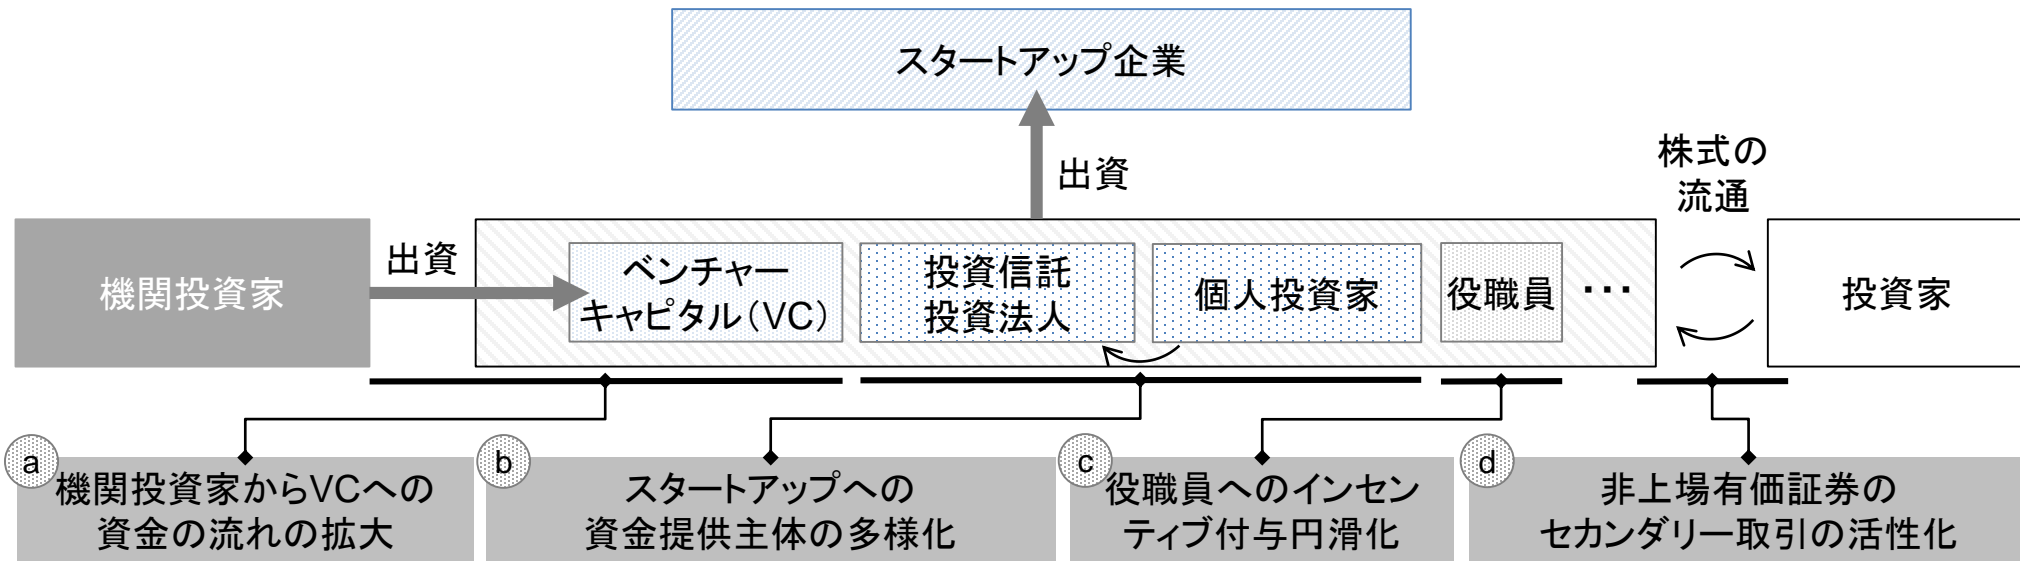 スタートアップ企業
出資
株式の
流通
機関投資家
出資
ベンチャー
キャピタル（VC）
投資信託
投資法人
個人投資家
役職員
･･･
投資家
a
機関投資家からVCへの
資金の流れの拡大
b
スタートアップへの
資金提供主体の多様化
c
役職員へのインセン
ティブ付与円滑化
d
非上場有価証券の
セカンダリー取引の活性化